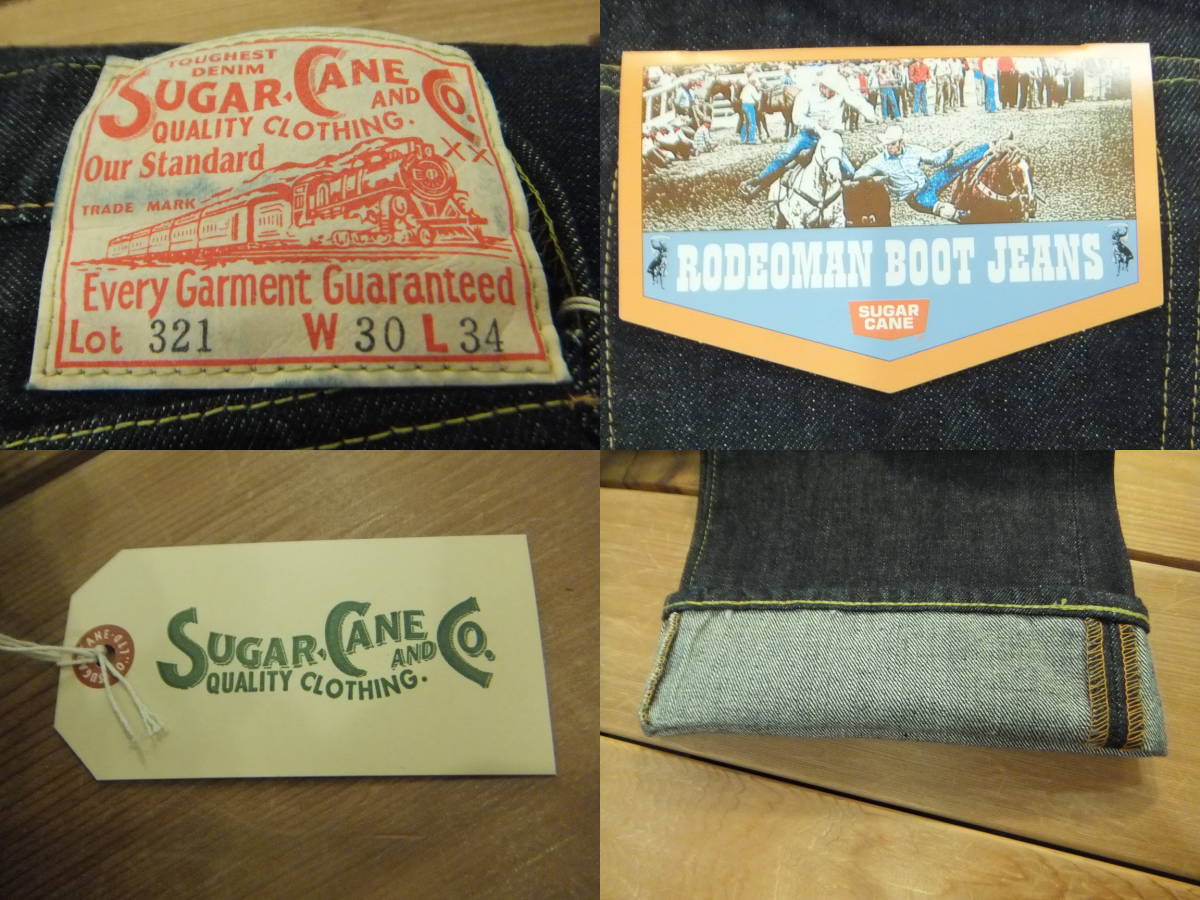 TOUGHEST
DENIM
SUGAR CANE AND CO.
QUALITY CLOTHING.
Our Standard
TRADE MARK
Every Garment Guaranteed
Lot 321 W 30 L 34
RODEOMAN BOOT JEANS
SUGAR
CANE
SUGAR CANE AND CO.
QUALITY CLOTHING.